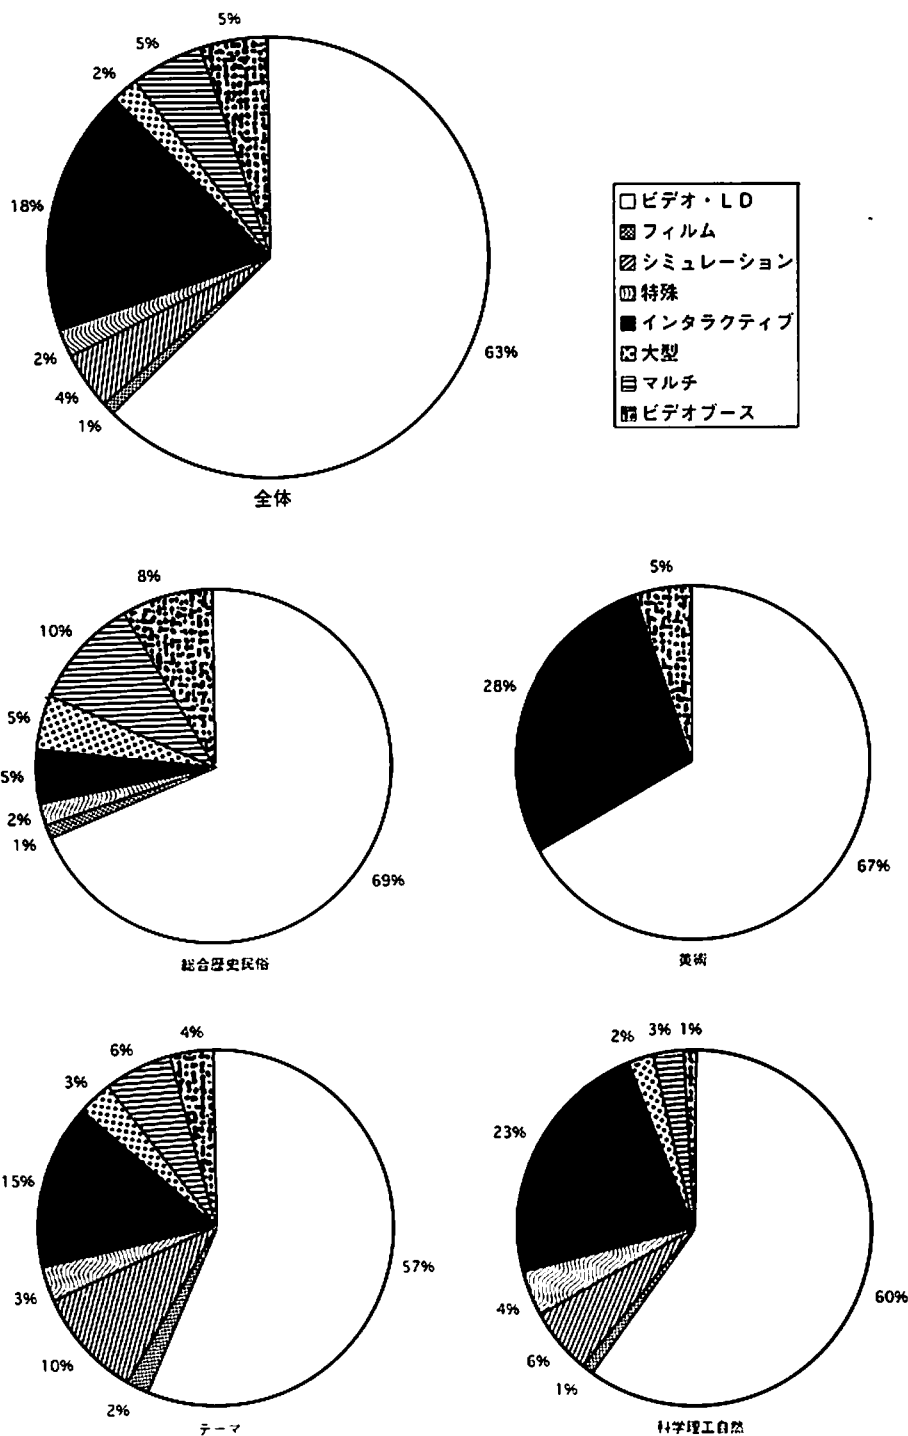 5%
5%
2%
18%
2%
4%
1%
63%
全体
ビデオ・LD
フィルム
シミュレーション
特殊
インタラクティブ
大型
マルチ
ビデオブース
8%
10%
5%
5%
2%
1%
69%
総合歴史民俗
5%
28%
67%
美術
4%
6%
3%
15%
3%
10%
2%
57%
テーマ
2%
3%
1%
23%
4%
6%
1%
60%
科学理工自然